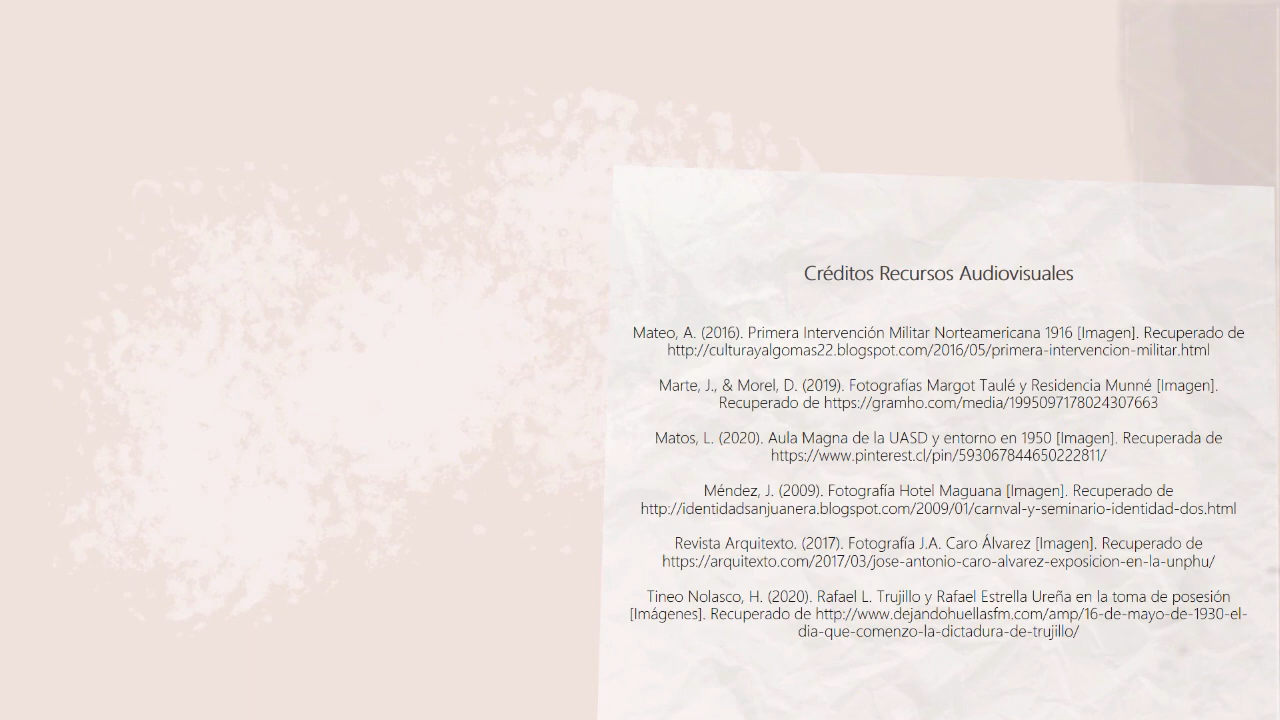 Créditos Recursos Audiovisuales
Mateo, A. (2016). Primera Intervención Militar Norteamericana 1916 [Imagen]. Recuperado de
http://culturayalgomas22.blogspot.com/2016/05/primera-intervencion-militar.html
Marte, J., & Morel, D. (2019). Fotografías Margot Taulé y Residencia Munné [Imagen].
Recuperado de https://gramho.com/media/1995097178024307663
Matos, L. (2020). Aula Magna de la UASD y entorno en 1950 [Imagen]. Recuperada de
https://www.pinterest.cl/pin/593067844650222811/
Méndez, J. (2009). Fotografía Hotel Maguana [Imagen]. Recuperado de
http://identidadsanjuanera.blogspot.com/2009/01/carnval-y-seminario-identidad-dos.html
Revista Arquitexto. (2017). Fotografía J.A. Caro Álvarez [Imagen]. Recuperado de
https://arquitexto.com/2017/03/jose-antonio-caro-alvarez-exposicion-en-la-unphu/
Tineo Nolasco, H. (2020). Rafael L. Trujillo y Rafael Estrella Ureña en la toma de posesión
[Imágenes]. Recuperado de http://www.dejandohuellasfm.com/amp/16-de-mayo-de-1930-el-
dia-que-comenzo-la-dictadura-de-trujillo/